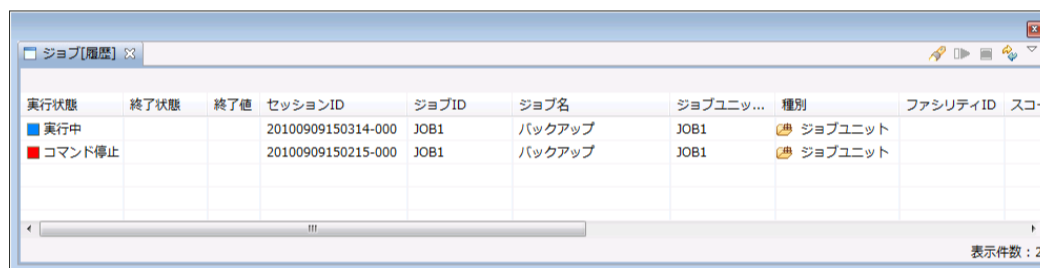 ジョブ[履歴]
実行状態 終了状態 終了値 セッションID ジョブID ジョブ名 ジョブユニッ... 種別 ファシリティID スコー
実行中 20100909150314-000 JOB1 バックアップ JOB1 ジョブユニット
コマンド停止 20100909150215-000 JOB1 バックアップ JOB1 ジョブユニット
表示件数：2